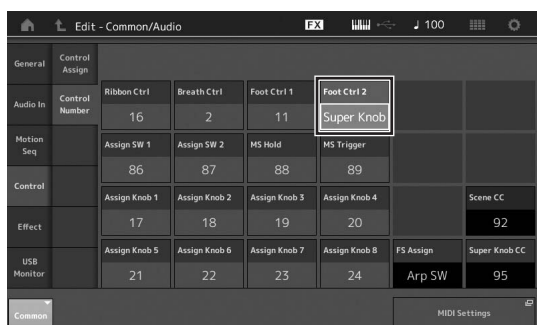 Edit - Common/Audio FX 100
General
Control Assign
Audio In
Control Number
Ribbon Ctrl Breath Ctrl Foot Ctrl 1 Foot Ctrl 2
16 2 11 Super Knob
Motion Seq
Assign SW 1 Assign SW 2 MS Hold MS Trigger
86 87 88 89
Control
Assign Knob 1 Assign Knob 2 Assign Knob 3 Assign Knob 4 Scene CC
17 18 19 20 92
Effect
Assign Knob 5 Assign Knob 6 Assign Knob 7 Assign Knob 8 FS Assign Super Knob CC
21 22 23 24 Arp SW 95
USB Monitor
Common MIDI Settings